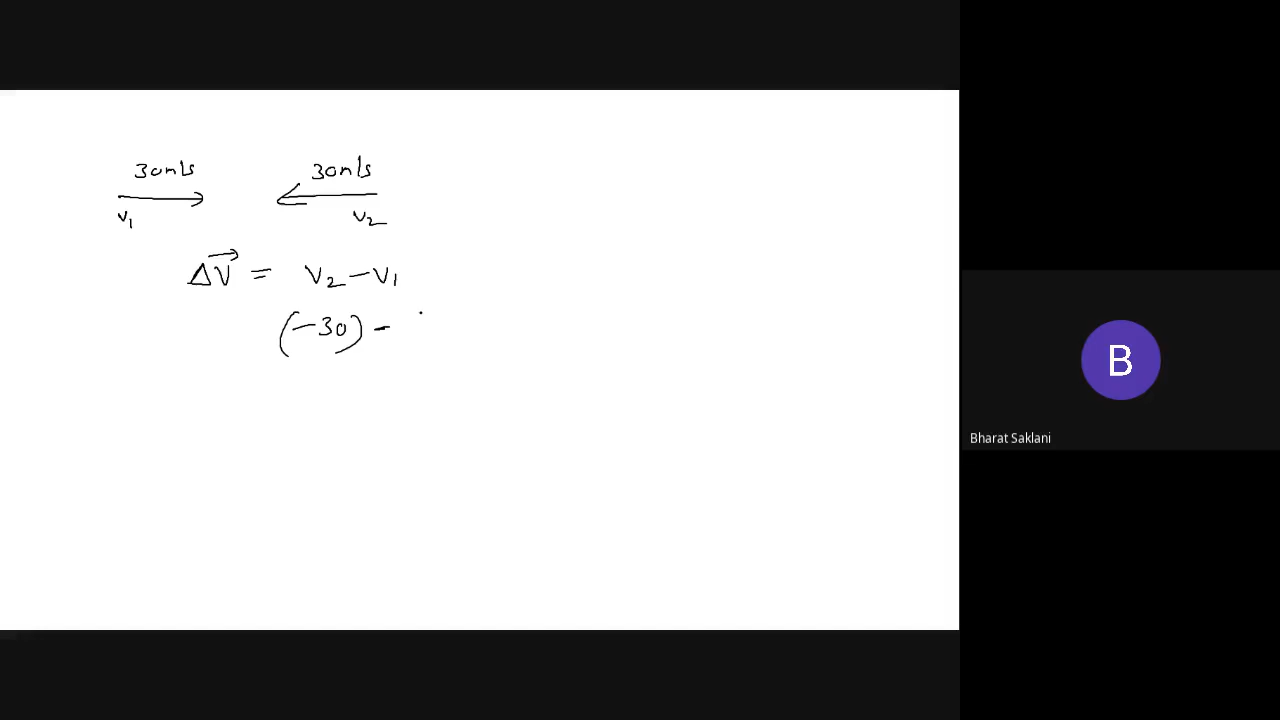 30m/s 30m/s
V1 V2
ΔV⃗ = V2 - V1
(-30) -
B
Bharat Saklani